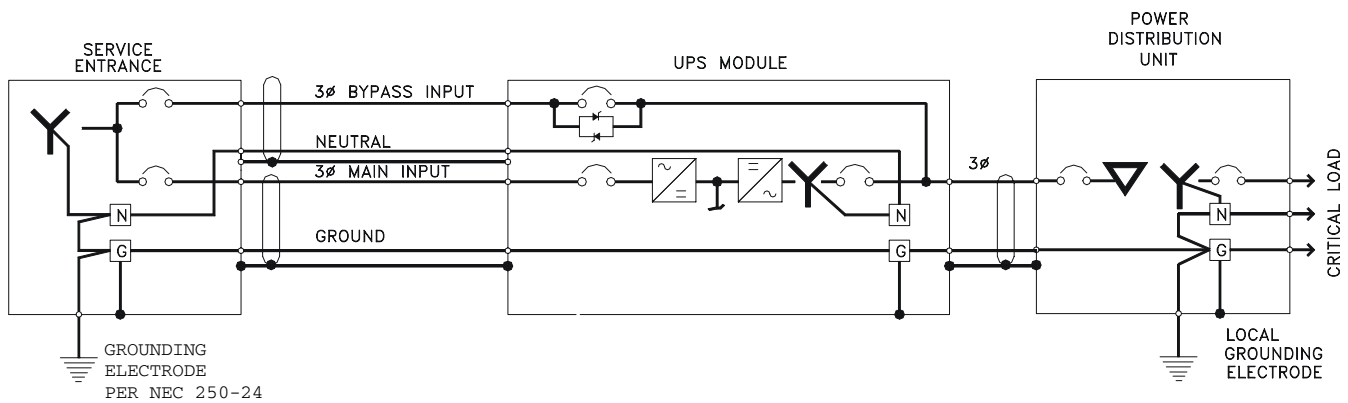 SERVICE
ENTRANCE
UPS MODULE
POWER
DISTRIBUTION
UNIT
3ø BYPASS INPUT
NEUTRAL
3ø MAIN INPUT
3ø
N
N
N
GROUND
G
G
G
CRITICAL LOAD
GROUNDING
ELECTRODE
PER NEC 250-24
LOCAL
GROUNDING
ELECTRODE